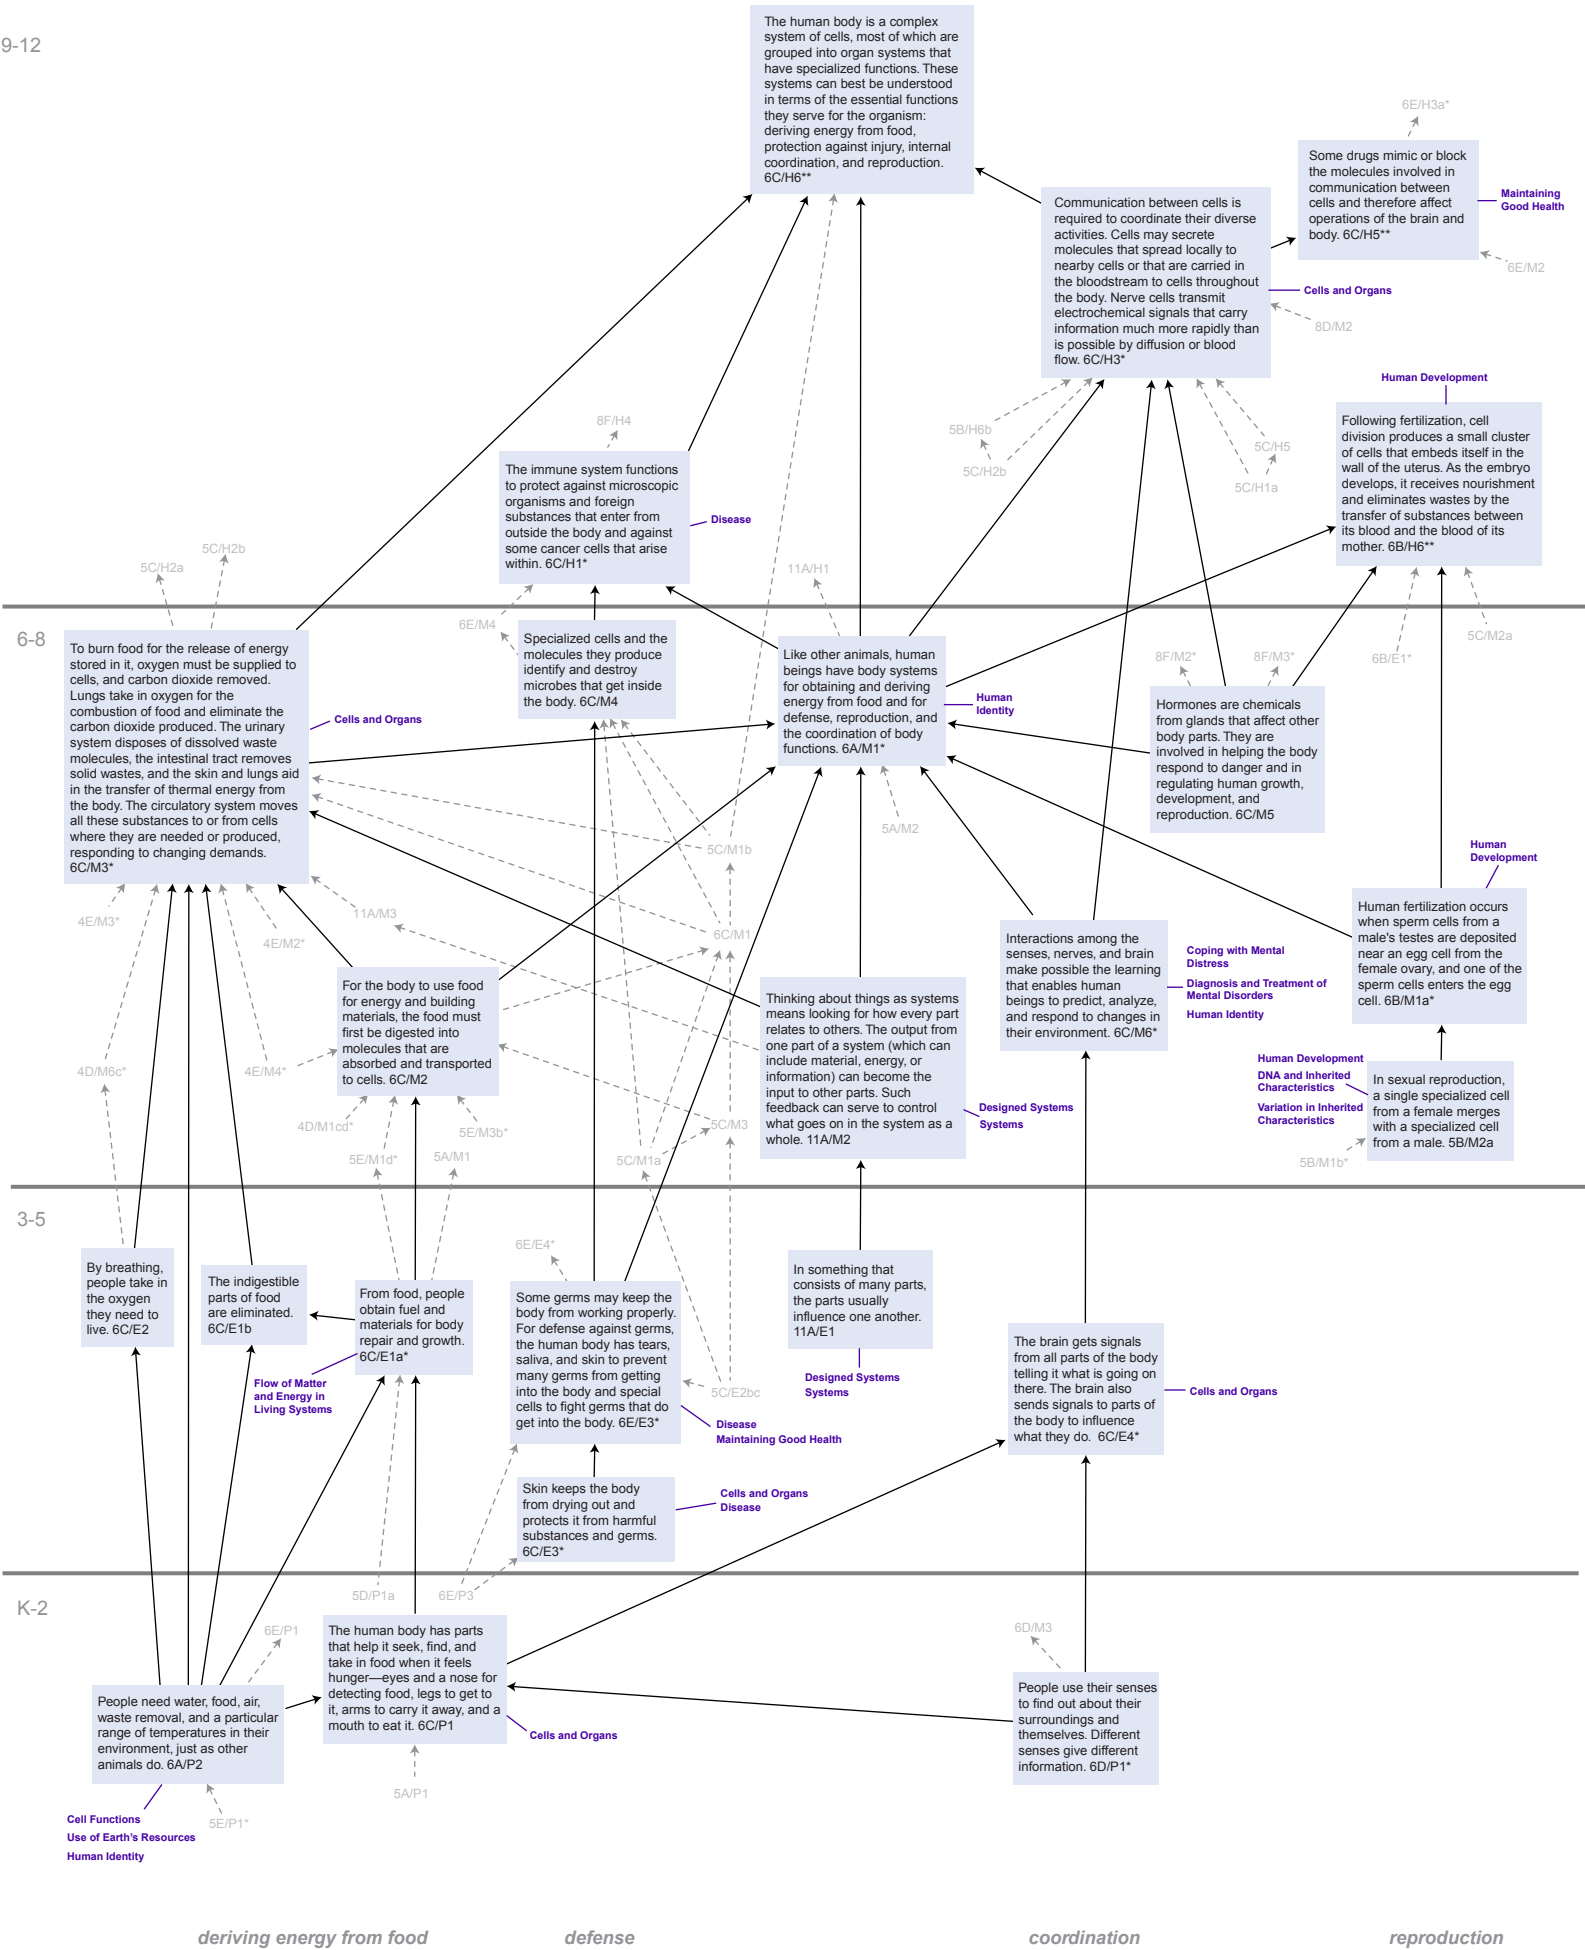 9-12
The human body is a complex
system of cells, most of which are
grouped into organ systems that
have specialized functions. These
systems can best be understood
in terms of the essential functions
they serve for the organism:
deriving energy from food,
protection against injury, internal
coordination, and reproduction.
6C/H6**
6E/H3a*
Some drugs mimic or block
the molecules involved in
communication between
cells and therefore affect
operations of the brain and
body. 6C/H5**
Maintaining
Good Health
6E/M2
Communication between cells is
required to coordinate their diverse
activities. Cells may secrete
molecules that spread locally to
nearby cells or that are carried in
the bloodstream to cells throughout
the body. Nerve cells transmit
electrochemical signals that carry
information much more rapidly than
is possible by diffusion or blood
flow. 6C/H3*
Cells and Organs
8D/M2
Human Development
Following fertilization, cell
division produces a small cluster
of cells that embeds itself in the
wall of the uterus. As the embryo
develops, it receives nourishment
and eliminates wastes by the
transfer of substances between
its blood and the blood of its
mother. 6B/H6**
5B/H6b
5C/H2b
5C/H5
5C/H1a
8F/H4
The immune system functions
to protect against microscopic
organisms and foreign
substances that enter from
outside the body and against
some cancer cells that arise
within. 6C/H1*
Disease
5C/H2a
5C/H2b
11A/H1
6-8
To burn food for the release of energy
stored in it, oxygen must be supplied to
cells, and carbon dioxide removed.
Lungs take in oxygen for the
combustion of food and eliminate the
carbon dioxide produced. The urinary
system disposes of dissolved waste
molecules, the intestinal tract removes
solid wastes, and the skin and lungs aid
in the transfer of thermal energy from
the body. The circulatory system moves
all these substances to or from cells
where they are needed or produced,
responding to changing demands.
6C/M3*
Cells and Organs
6E/M4
Specialized cells and the
molecules they produce
identify and destroy
microbes that get inside
the body. 6C/M4
Like other animals, human
beings have body systems
for obtaining and deriving
energy from food and for
defense, reproduction, and
the coordination of body
functions. 6A/M1*
Human
Identity
5A/M2
8F/M2*
8F/M3*
Hormones are chemicals
from glands that affect other
body parts. They are
involved in helping the body
respond to danger and in
regulating human growth,
development, and
reproduction. 6C/M5
6B/E1*
5C/M2a
Human
Development
Human fertilization occurs
when sperm cells from a
male's testes are deposited
near an egg cell from the
female ovary, and one of the
sperm cells enters the egg
cell. 6B/M1a*
5C/M1b
6C/M1
4E/M3*
4E/M2*
11A/M3
For the body to use food
for energy and building
materials, the food must
first be digested into
molecules that are
absorbed and transported
to cells. 6C/M2
Thinking about things as systems
means looking for how every part
relates to others. The output from
one part of a system (which can
include material, energy, or
information) can become the
input to other parts. Such
feedback can serve to control
what goes on in the system as a
whole. 11A/M2
Designed Systems
Systems
Interactions among the
senses, nerves, and brain
make possible the learning
that enables human
beings to predict, analyze,
and respond to changes in
their environment. 6C/M6*
Coping with Mental
Distress
Diagnosis and Treatment of
Mental Disorders
Human Identity
Human Development
DNA and Inherited
Characteristics
Variation in Inherited
Characteristics
In sexual reproduction,
a single specialized cell
from a female merges
with a specialized cell
from a male. 5B/M2a
5B/M1b*
4D/M6c*
4E/M4*
4D/M1cd*
5E/M3b*
5E/M1d*
5A/M1
5C/M3
5C/M1a
3-5
By breathing,
people take in
the oxygen
they need to
live. 6C/E2
The indigestible
parts of food
are eliminated.
6C/E1b
From food, people
obtain fuel and
materials for body
repair and growth.
6C/E1a*
Flow of Matter
and Energy in
Living Systems
6E/E4*
Some germs may keep the
body from working properly.
For defense against germs,
the human body has tears,
saliva, and skin to prevent
many germs from getting
into the body and special
cells to fight germs that do
get into the body. 6E/E3*
5C/E2bc
Disease
Maintaining Good Health
In something that
consists of many parts,
the parts usually
influence one another.
11A/E1
Designed Systems
Systems
The brain gets signals
from all parts of the body
telling it what is going on
there. The brain also
sends signals to parts of
the body to influence
what they do. 6C/E4*
Cells and Organs
Skin keeps the body
from drying out and
protects it from harmful
substances and germs.
6C/E3*
Cells and Organs
Disease
K-2
5D/P1a
6E/P3
6E/P1
The human body has parts
that help it seek, find, and
take in food when it feels
hunger—eyes and a nose for
detecting food, legs to get to
it, arms to carry it away, and a
mouth to eat it. 6C/P1
Cells and Organs
5A/P1
6D/M3
People use their senses
to find out about their
surroundings and
themselves. Different
senses give different
information. 6D/P1*
People need water, food, air,
waste removal, and a particular
range of temperatures in their
environment, just as other
animals do. 6A/P2
5E/P1*
Cell Functions
Use of Earth's Resources
Human Identity
deriving energy from food
defense
coordination
reproduction